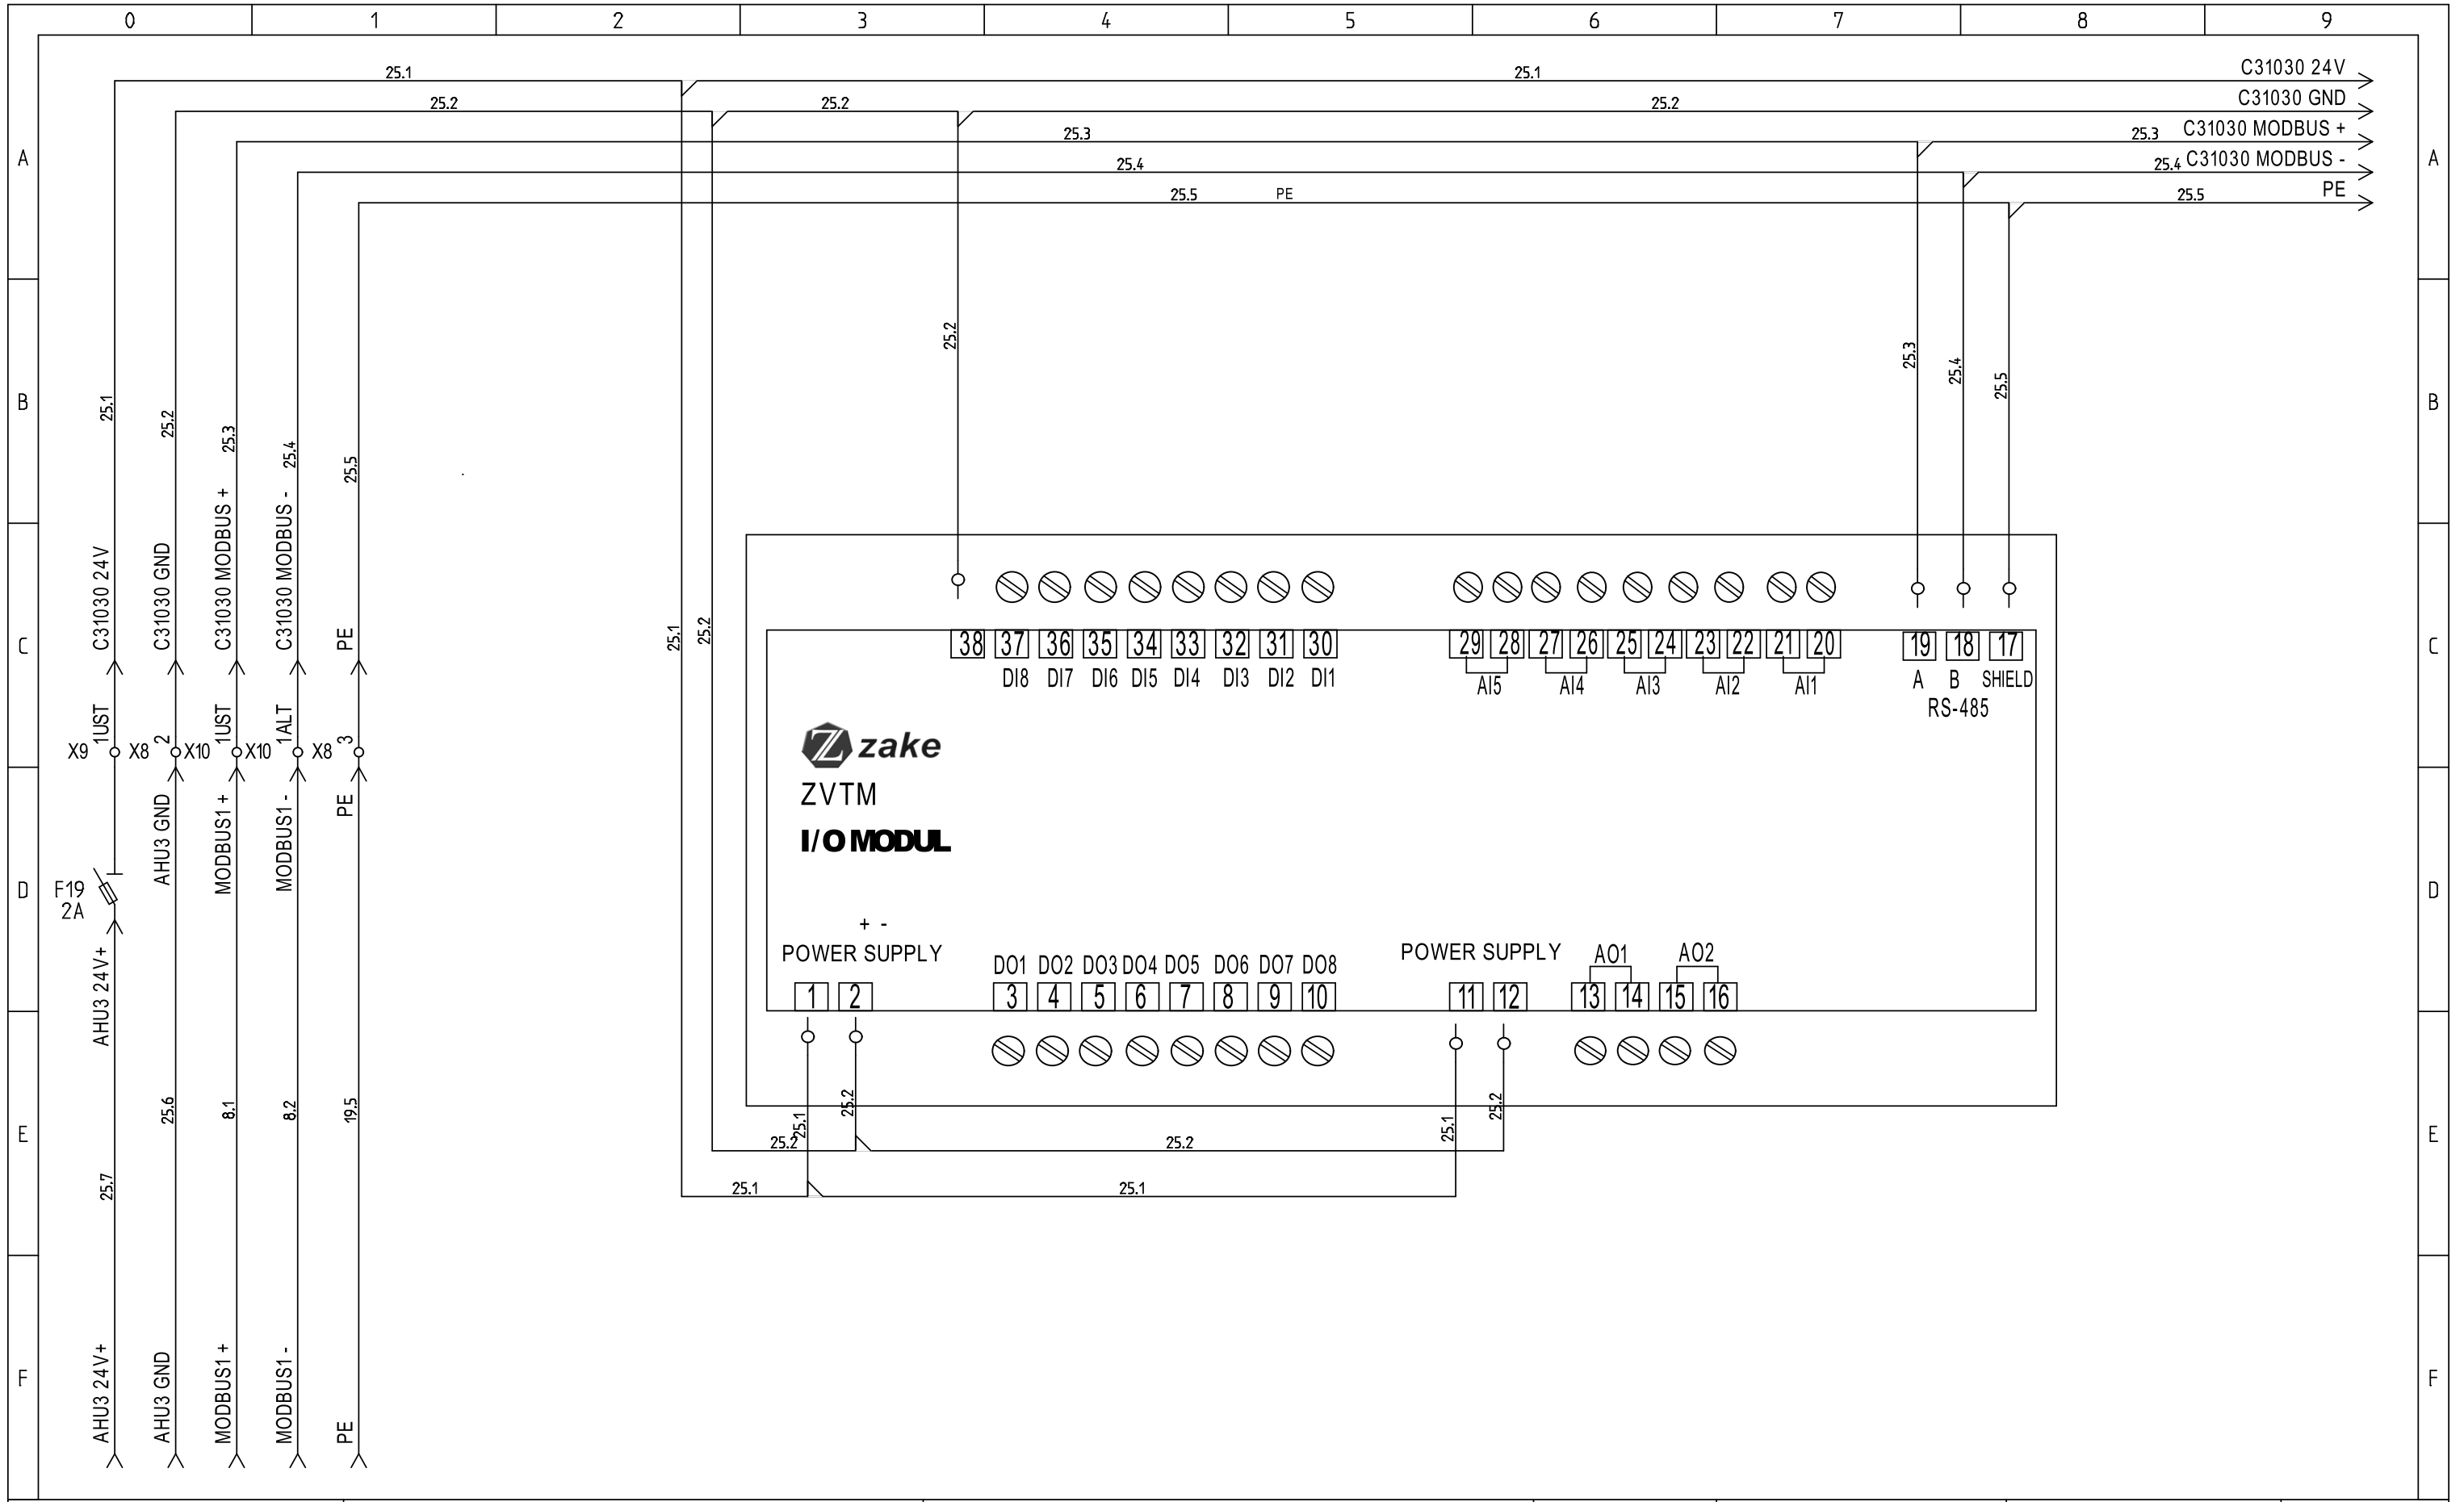 0 1 2 3 4 5 6 7 8 9
25.1 25.1 C31030 24V
25.2 25.2 25.2 C31030 GND
25.3 25.3 C31030 MODBUS +
25.4 25.4 C31030 MODBUS -
25.5 PE 25.5 PE
A A
25.2 25.3 25.4 25.5
B B
25.1 25.2 25.3 25.4 25.5
C31030 24V
C31030 GND
C31030 MODBUS +
C31030 MODBUS -
PE
C C
25.1 25.2
38 37 36 35 34 33 32 31 30 29 28 27 26 25 24 23 22 21 20 19 18 17
DI8 DI7 DI6 DI5 DI4 DI3 DI2 DI1 AI5 AI4 AI3 AI2 AI1 A B SHIELD
RS-485
X9 1UST X8 2 X10 1UST X10 1ALT X8 3
zake
ZVTM
I/O MODUL
AHU3 GND
MODBUS1 +
MODBUS1 -
PE
D D
F19
2A
AHU3 24V+
+ -
POWER SUPPLY
DO1 DO2 DO3 DO4 DO5 DO6 DO7 DO8
POWER SUPPLY
AO1 AO2
1 2 3 4 5 6 7 8 9 10 11 12 13 14 15 16
25.1 25.2 25.1 25.2
E E
25.7 25.6 8.1 8.2 19.5
25.2 25.2
25.1 25.1
F F
AHU3 24V+
AHU3 GND
MODBUS1 +
MODBUS1 -
PE